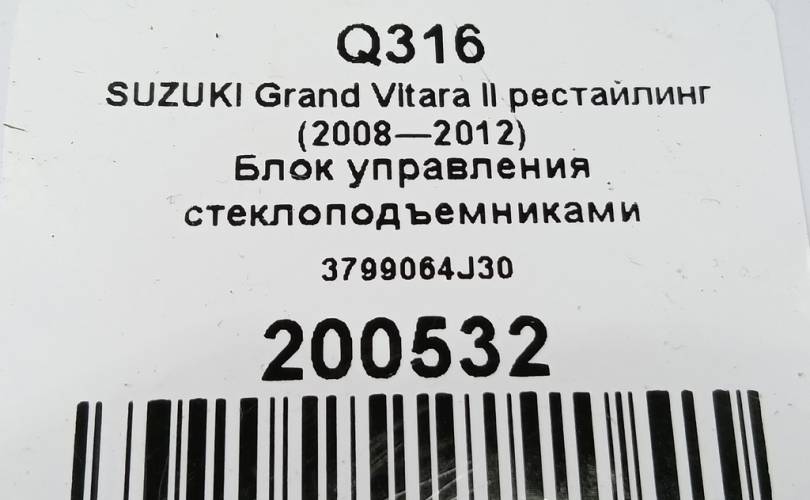 Q316
SUZUKI Grand Vitara II рестайлинг
(2008—2012)
Блок управления
стеклоподъемниками
3799064J30
200532